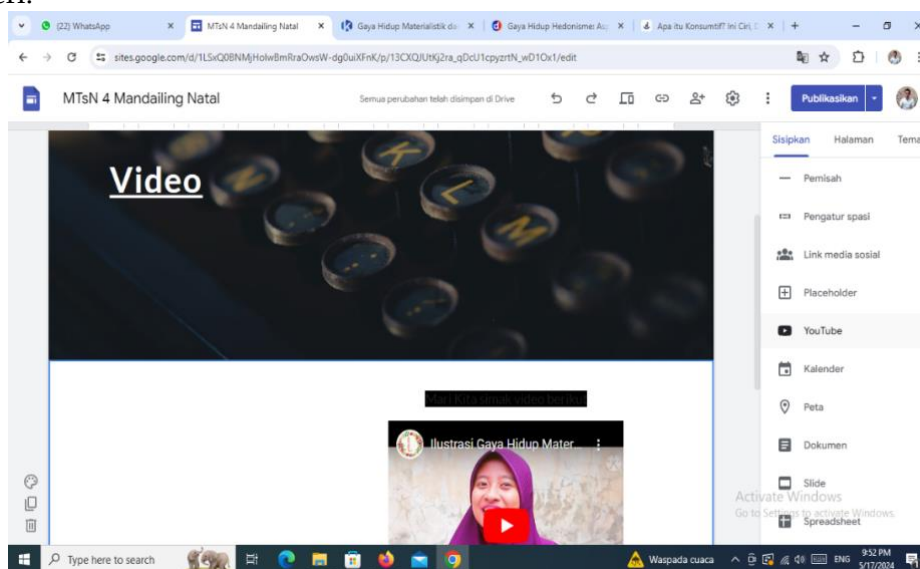 (22) WhatsApp
MTsN 4 Mandailing Natal
Gaya Hidup Materialistik da
Gaya Hidup Hedonisme: Ac
Apa itu Konsumtif? Ini Ciri, C
sites.google.com/d/1LSxQ0BNMjHolwBmRraOwsW-dg0uiXFnK/p/13CXQJUtKj2ra_qDcU1cpyzrtN_wD1Ox1/edit
MTsN 4 Mandailing Natal
Semua perubahan telah disimpan di Drive
Publikasikan
Sisipkan Halaman Tema
Video
Pemisah
Pengatur spasi
Link media sosial
Placeholder
YouTube
Kalender
Peta
Dokumen
Slide
Spreadsheet
Mari Kita simak video berikut
Ilustrasi Gaya Hidup Mater...
Activate Windows
Go to Settings to activate Windows.
Type here to search
Waspada cuaca
ENG
9:52 PM
5/17/2024